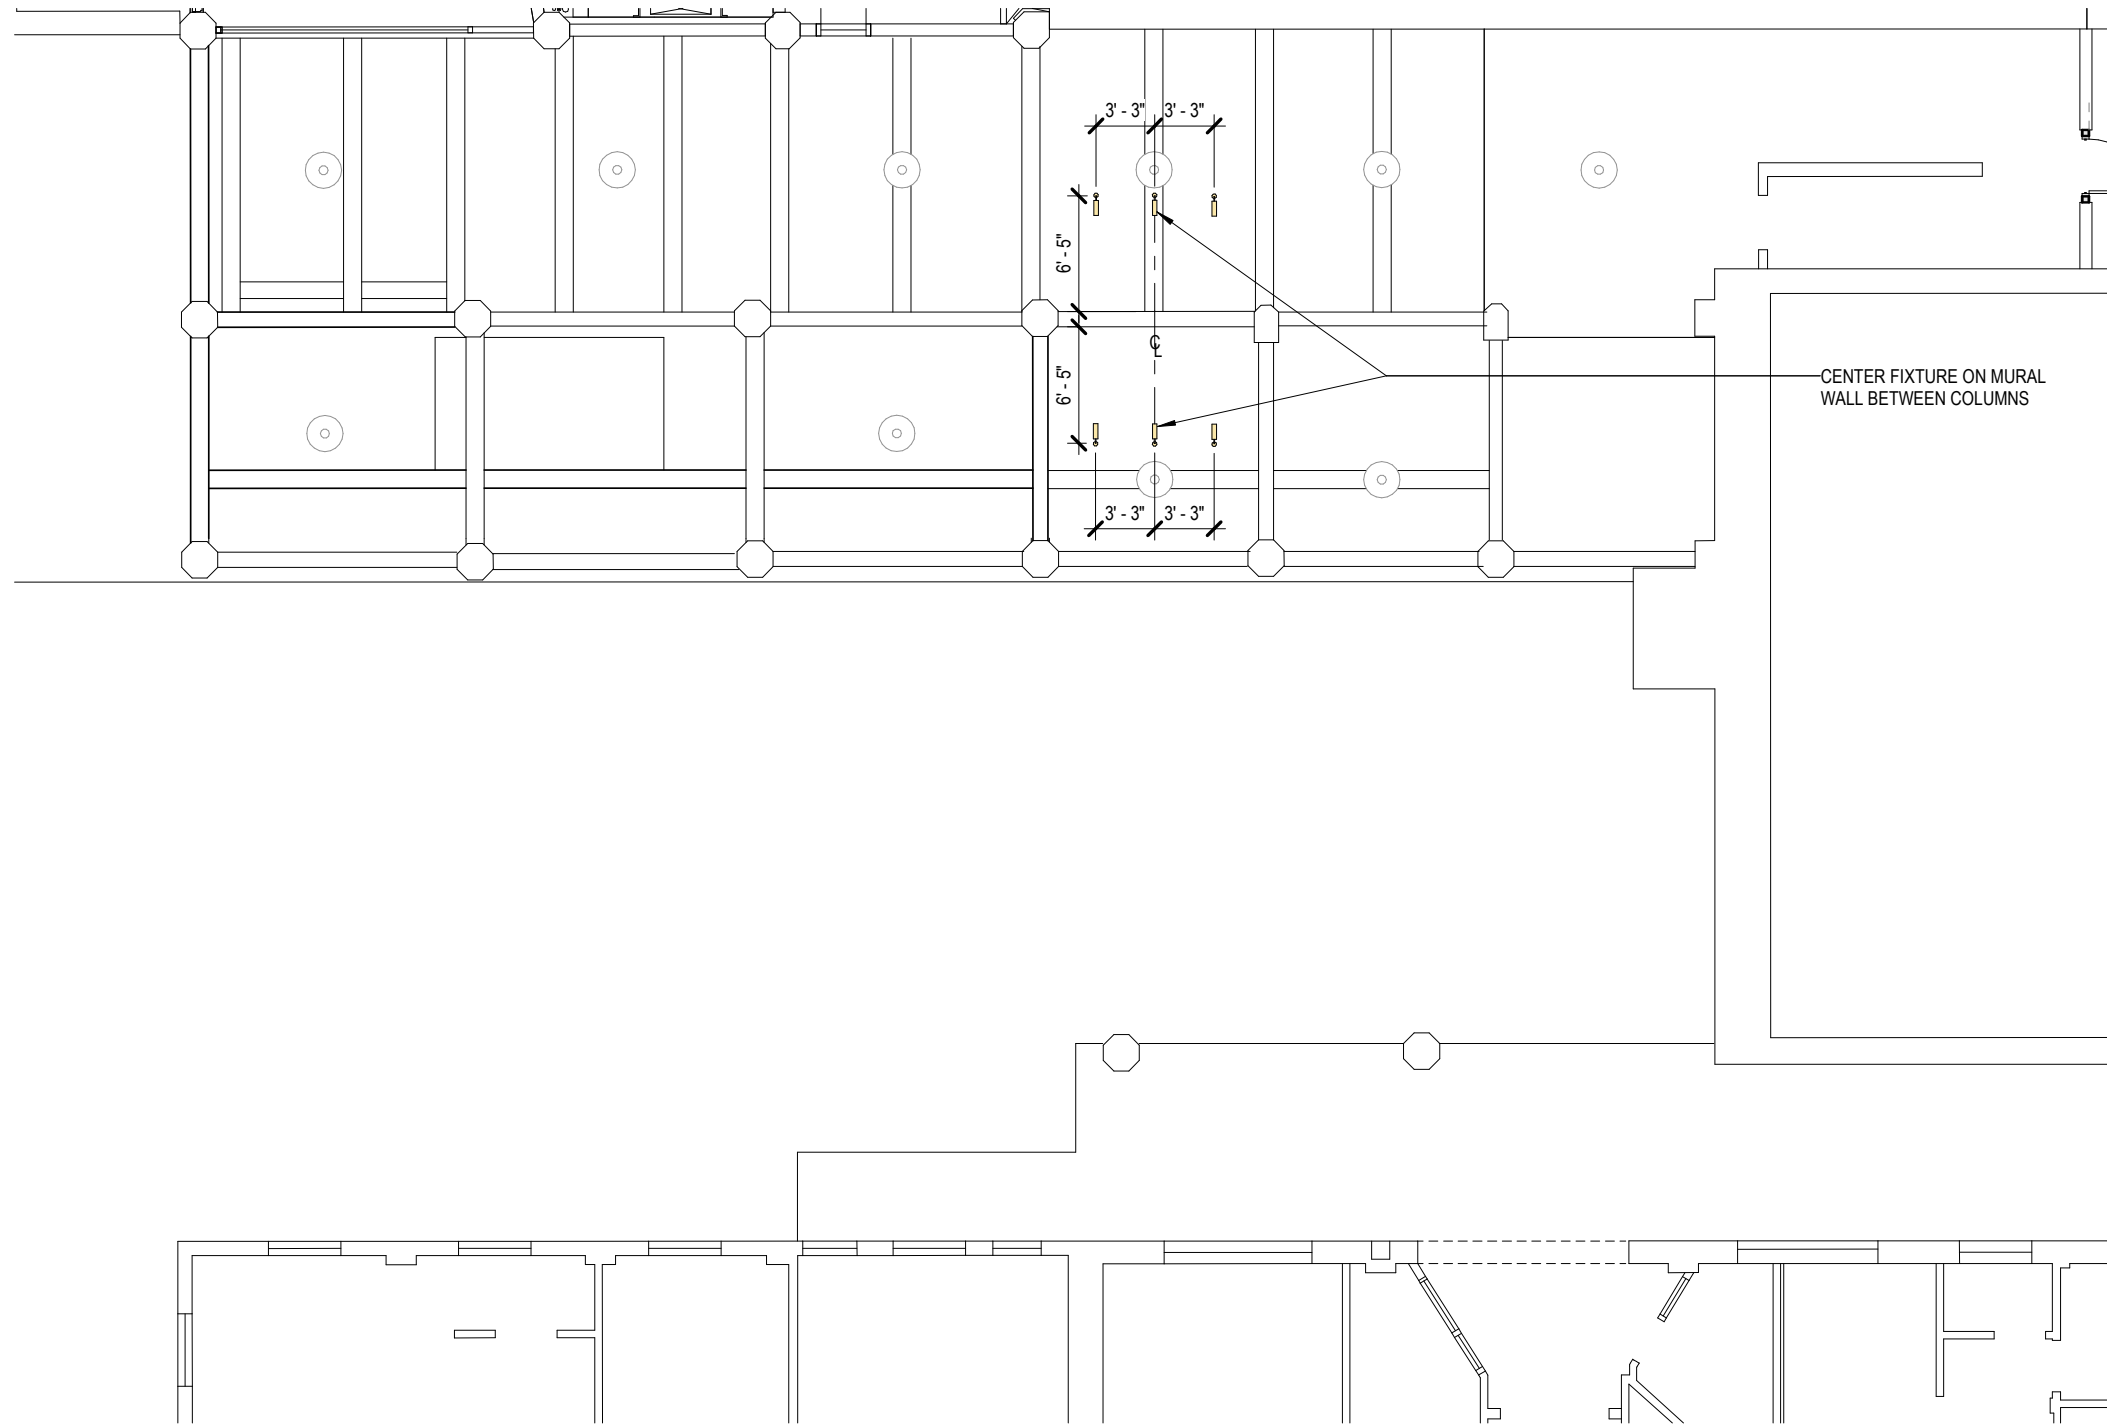 3' - 3" 3' - 3"
6' - 5"
℄
6' - 5"
CENTER FIXTURE ON MURAL
WALL BETWEEN COLUMNS
3' - 3" 3' - 3"